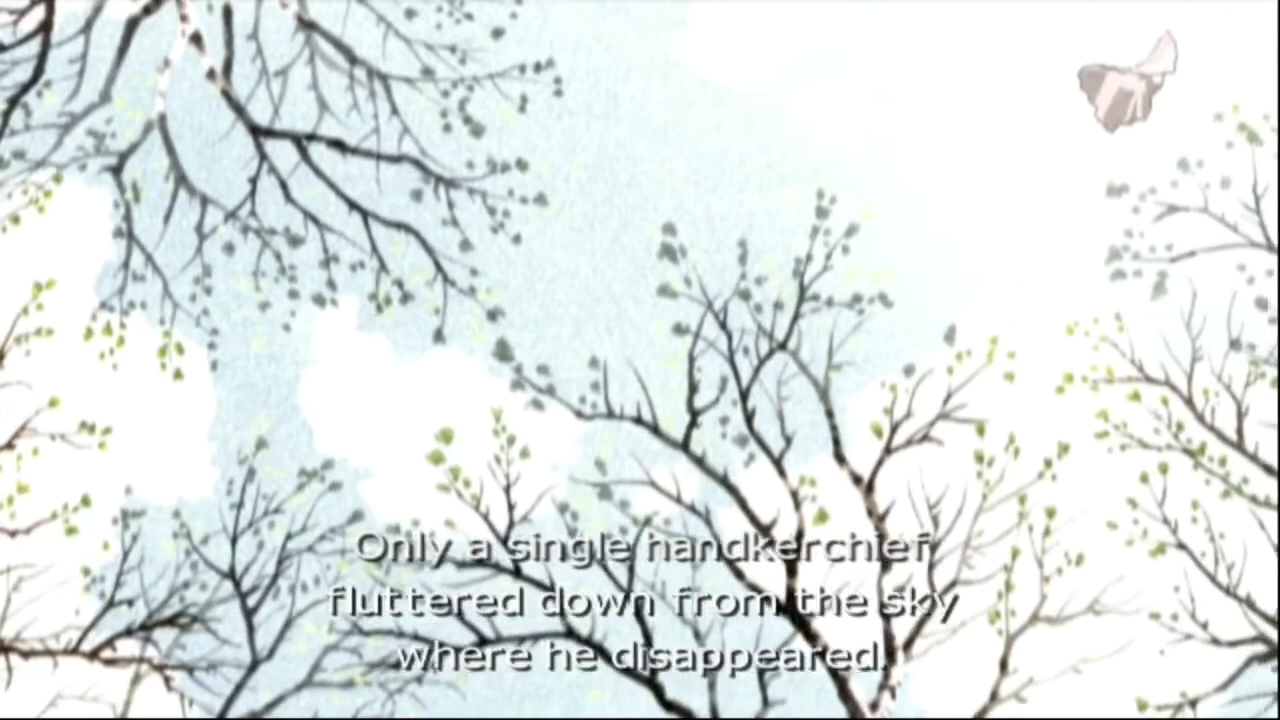 Only a single handkerchief
fluttered down from the sky
where he disappeared.